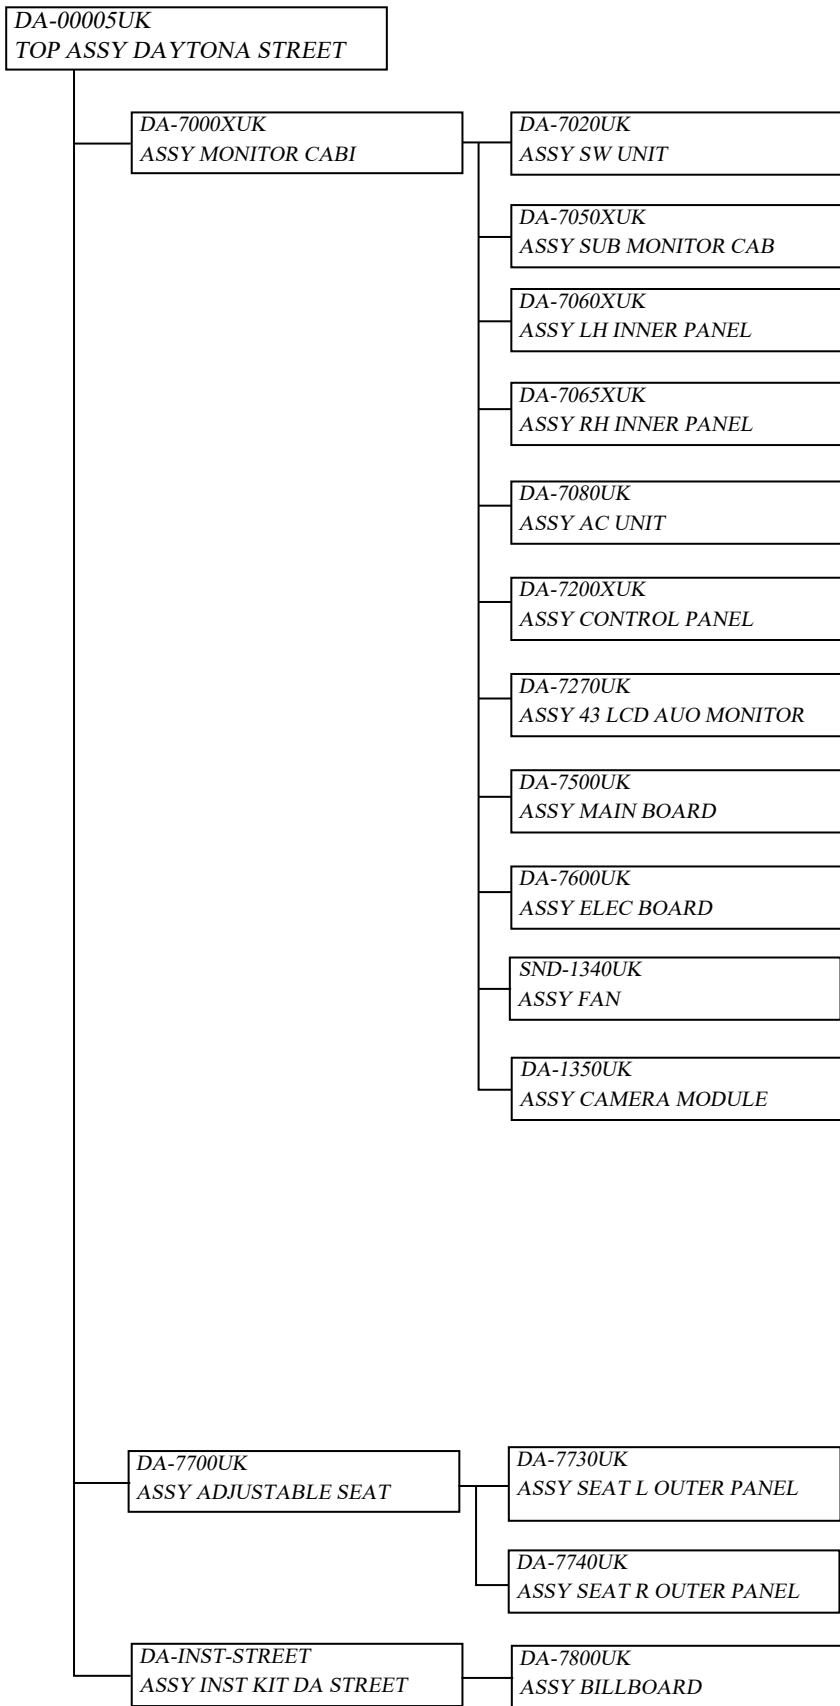 DA-00005UK
TOP ASSY DAYTONA STREET
DA-7000XUK
ASSY MONITOR CABI
DA-7020UK
ASSY SW UNIT
DA-7050XUK
ASSY SUB MONITOR CAB
DA-7060XUK
ASSY LH INNER PANEL
DA-7065XUK
ASSY RH INNER PANEL
DA-7080UK
ASSY AC UNIT
DA-7200XUK
ASSY CONTROL PANEL
DA-7270UK
ASSY 43 LCD AUO MONITOR
DA-7500UK
ASSY MAIN BOARD
DA-7600UK
ASSY ELEC BOARD
SND-1340UK
ASSY FAN
DA-1350UK
ASSY CAMERA MODULE
DA-7700UK
ASSY ADJUSTABLE SEAT
DA-7730UK
ASSY SEAT L OUTER PANEL
DA-7740UK
ASSY SEAT R OUTER PANEL
DA-INST-STREET
ASSY INST KIT DA STREET
DA-7800UK
ASSY BILLBOARD